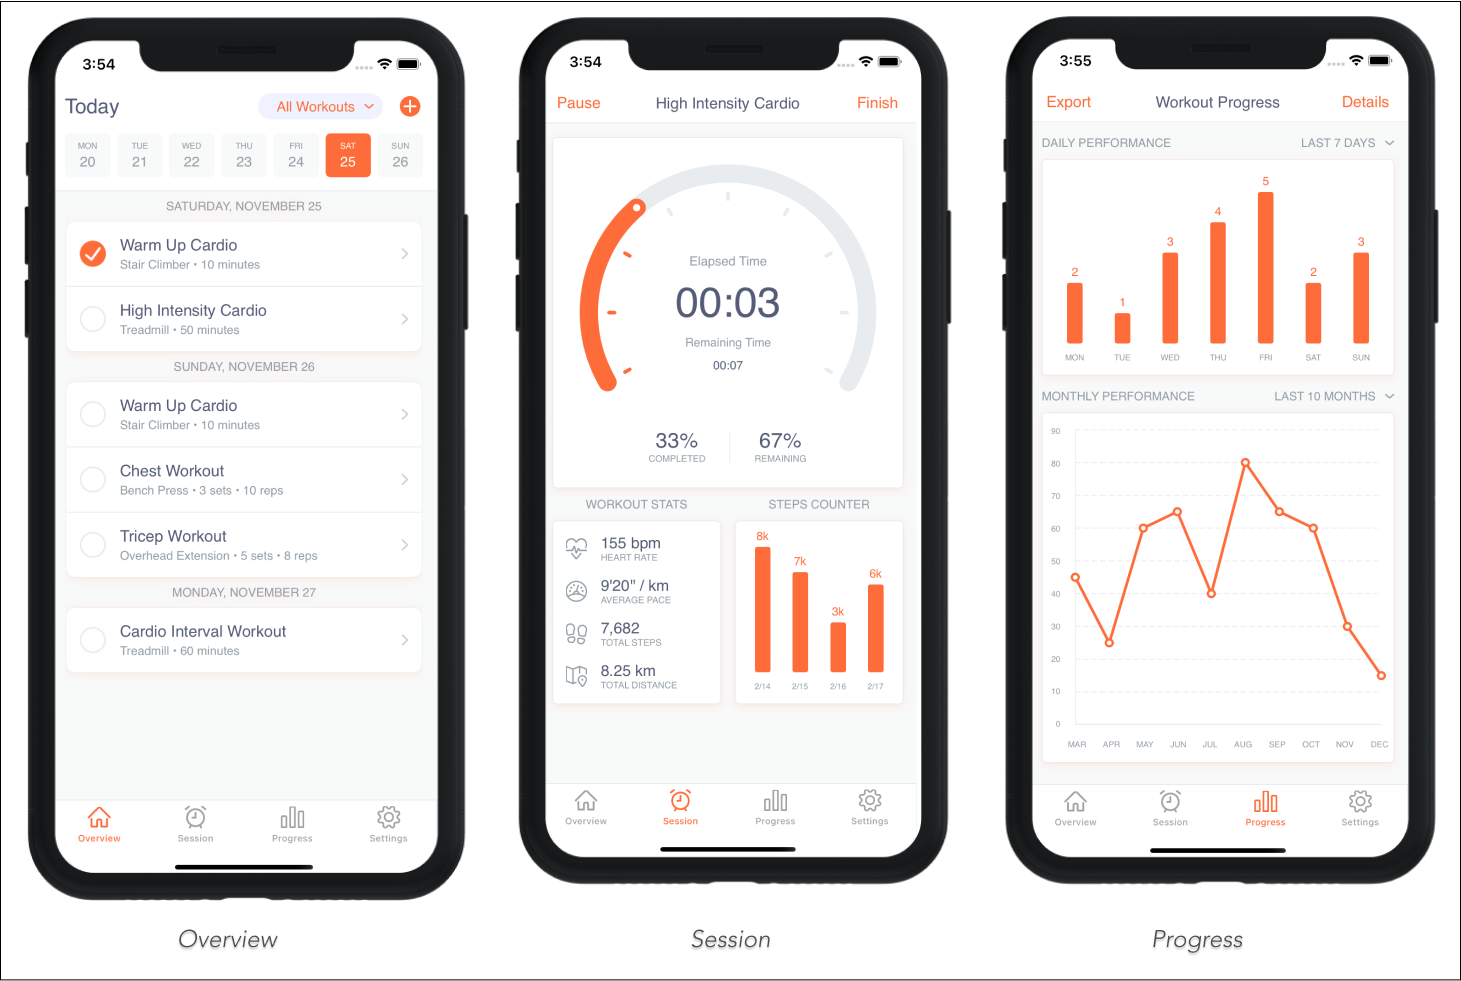 3:54
Today
All Workouts
MON TUE WED THU FRI SAT SUN
20 21 22 23 24 25 26
SATURDAY, NOVEMBER 25
Warm Up Cardio
Stair Climber • 10 minutes
High Intensity Cardio
Treadmill • 50 minutes
SUNDAY, NOVEMBER 26
Warm Up Cardio
Stair Climber • 10 minutes
Chest Workout
Bench Press • 3 sets • 10 reps
Tricep Workout
Overhead Extension • 5 sets • 8 reps
MONDAY, NOVEMBER 27
Cardio Interval Workout
Treadmill • 60 minutes
Overview Session Progress Settings
Overview
3:54
Pause High Intensity Cardio Finish
Elapsed Time
00:03
Remaining Time
00:07
33% 67%
COMPLETED REMAINING
WORKOUT STATS
155 bpm
HEART RATE
9'20" / km
AVERAGE PACE
7,682
TOTAL STEPS
8.25 km
TOTAL DISTANCE
STEPS COUNTER
8k 7k 3k 6k
2/14 2/15 2/16 2/17
Overview Session Progress Settings
Session
3:55
Export Workout Progress Details
DAILY PERFORMANCE LAST 7 DAYS
2 1 3 4 5 2 3
MON TUE WED THU FRI SAT SUN
MONTHLY PERFORMANCE LAST 10 MONTHS
90
80
70
60
50
40
30
20
10
0
MAR APR MAY JUN JUL AUG SEP OCT NOV DEC
Overview Session Progress Settings
Progress